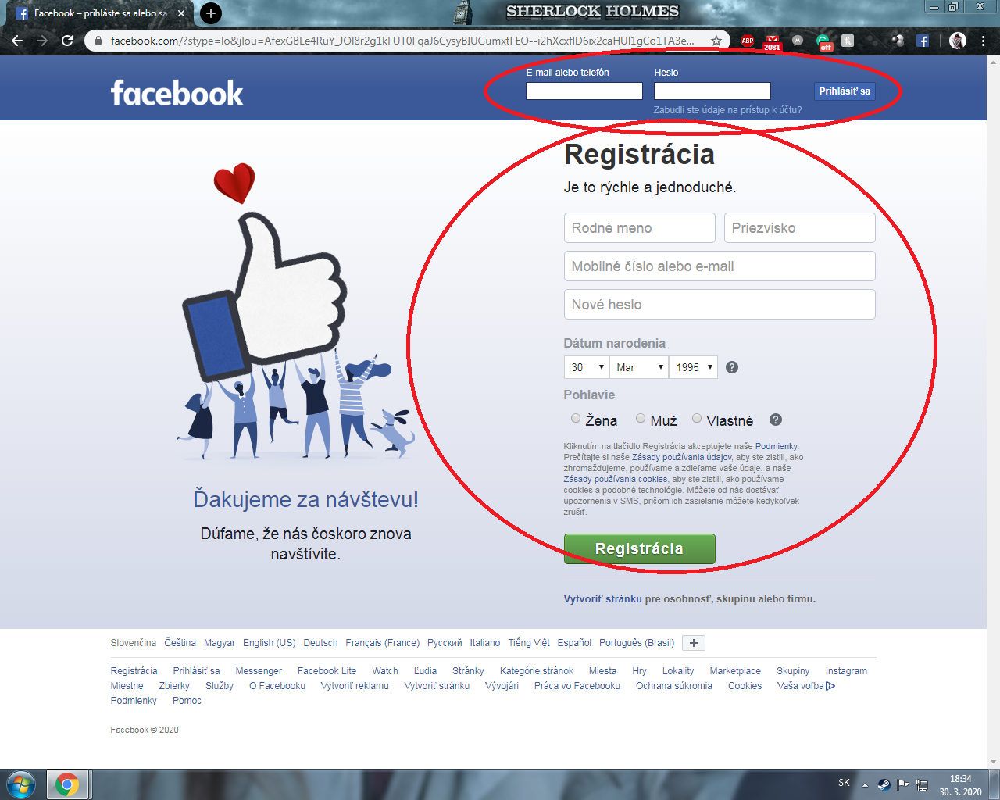 Facebook – prihláste sa alebo sa
SHERLOCK HOLMES
facebook.com/?stype=lo&jlou=AfexGBLe4RuY_JOl8r2g1kFUT0FqaJ6CysyBIUGumxtFEO--i2hXcxflD6ix2caHUl1gCo1TA3e...
ABP
2081
off
facebook
E-mail alebo telefón
Heslo
Prihlásiť sa
Zabudli ste údaje na prístup k účtu?
Registrácia
Je to rýchle a jednoduché.
Rodné meno
Priezvisko
Mobilné číslo alebo e-mail
Nové heslo
Dátum narodenia
30 Mar 1995 ?
Pohlavie
Žena Muž Vlastné ?
Kliknutím na tlačidlo Registrácia akceptujete naše Podmienky.
Prečítajte si naše Zásady používania údajov, aby ste zistili, ako
zhromažďujeme, používame a zdieľame vaše údaje, a naše
Zásady používania cookies, aby ste zistili, ako používame
cookies a podobné technológie. Môžete od nás dostávať
upozornenia v SMS, pričom ich zasielanie môžete kedykoľvek
zrušiť.
Registrácia
Vytvoriť stránku pre osobnosť, skupinu alebo firmu.
Ďakujeme za návštevu!
Dúfame, že nás čoskoro znova
navštívite.
Slovenčina Čeština Magyar English (US) Deutsch Français (France) Русский Italiano Tiếng Việt Español Português (Brasil)
Registrácia Prihlásiť sa Messenger Facebook Lite Watch Ľudia Stránky Kategórie stránok Miesta Hry Lokality Marketplace Skupiny Instagram
Miestne Zbierky Služby O Facebooku Vytvoriť reklamu Vytvoriť stránku Vývojári Práca vo Facebooku Ochrana súkromia Cookies Vaša voľba
Podmienky Pomoc
Facebook © 2020
SK
18:34
30. 3. 2020